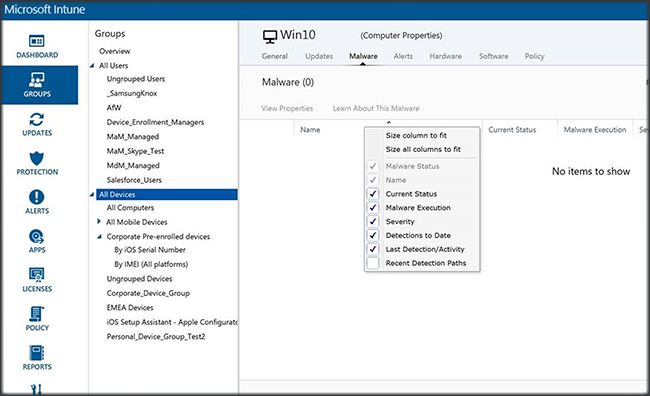 Microsoft Intune
DASHBOARD
GROUPS
UPDATES
PROTECTION
ALERTS
APPS
LICENSES
POLICY
REPORTS
Groups
Overview
All Users
Ungrouped Users
_SamsungKnox
AfW
Device_Enrollment_Managers
MaM_Managed
MaM_Skype_Test
MdM_Managed
Salesforce_Users
All Devices
All Computers
All Mobile Devices
Corporate Pre-enrolled devices
By iOS Serial Number
By IMEI (All platforms)
Ungrouped Devices
Corporate_Device_Group
EMEA Devices
iOS Setup Assistant - Apple Configurato
Personal_Device_Group_Test2
Win10 (Computer Properties)
General Updates Malware Alerts Hardware Software Policy
Malware (0)
View Properties Learn About This Malware
Name Current Status Malware Execution Se
Size column to fit
Size all columns to fit
Malware Status
Name
Current Status
Malware Execution
Severity
Detections to Date
Last Detection/Activity
Recent Detection Paths
No items to show